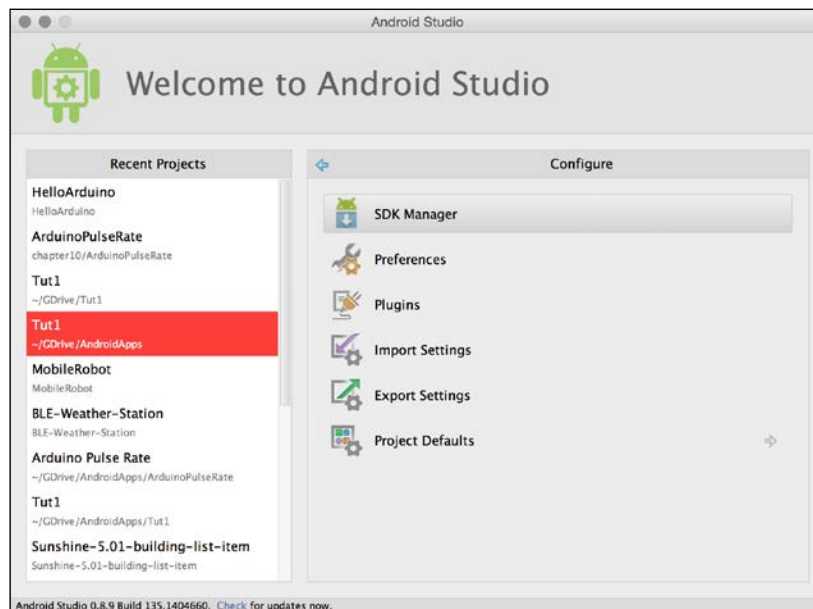 Android Studio
Welcome to Android Studio
Recent Projects
HelloArduino
HelloArduino
ArduinoPulseRate
chapter10/ArduinoPulseRate
Tut1
~/GDrive/Tut1
Tut1
~/GDrive/AndroidApps
MobileRobot
MobileRobot
BLE-Weather-Station
BLE-Weather-Station
Arduino Pulse Rate
~/GDrive/AndroidApps/ArduinoPulseRate
Tut1
~/GDrive/AndroidApps/Tut1
Sunshine-5.01-building-list-item
Sunshine-5.01-building-list-item
Configure
SDK Manager
Preferences
Plugins
Import Settings
Export Settings
Project Defaults
Android Studio 0.8.9 Build 135.1404660. Check for updates now.